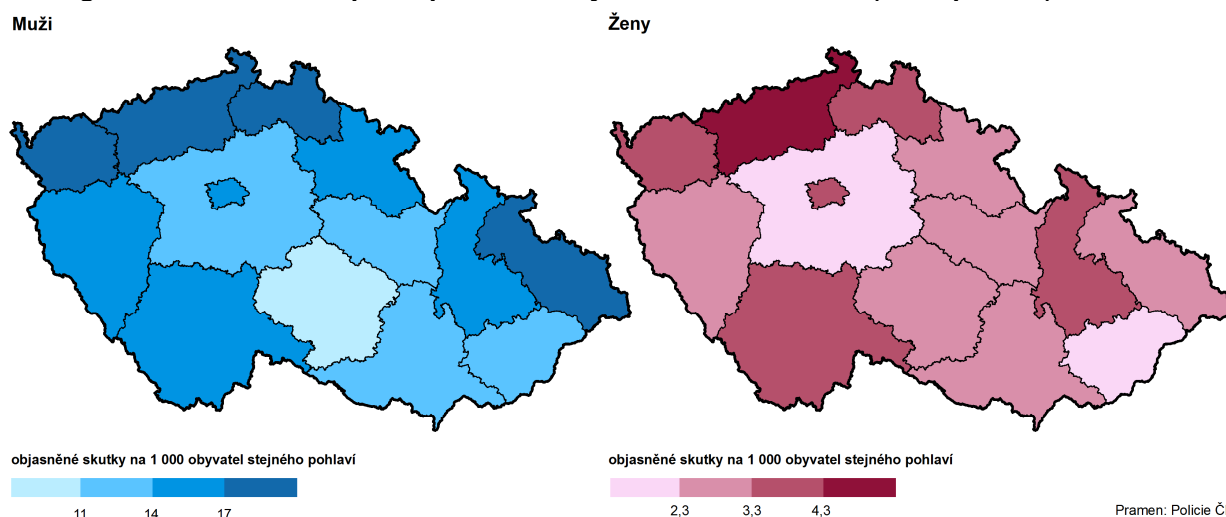 Muži
Ženy
objasněné skutky na 1 000 obyvatel stejného pohlaví
11 14 17
objasněné skutky na 1 000 obyvatel stejného pohlaví
2,3 3,3 4,3
Pramen: Policie Č